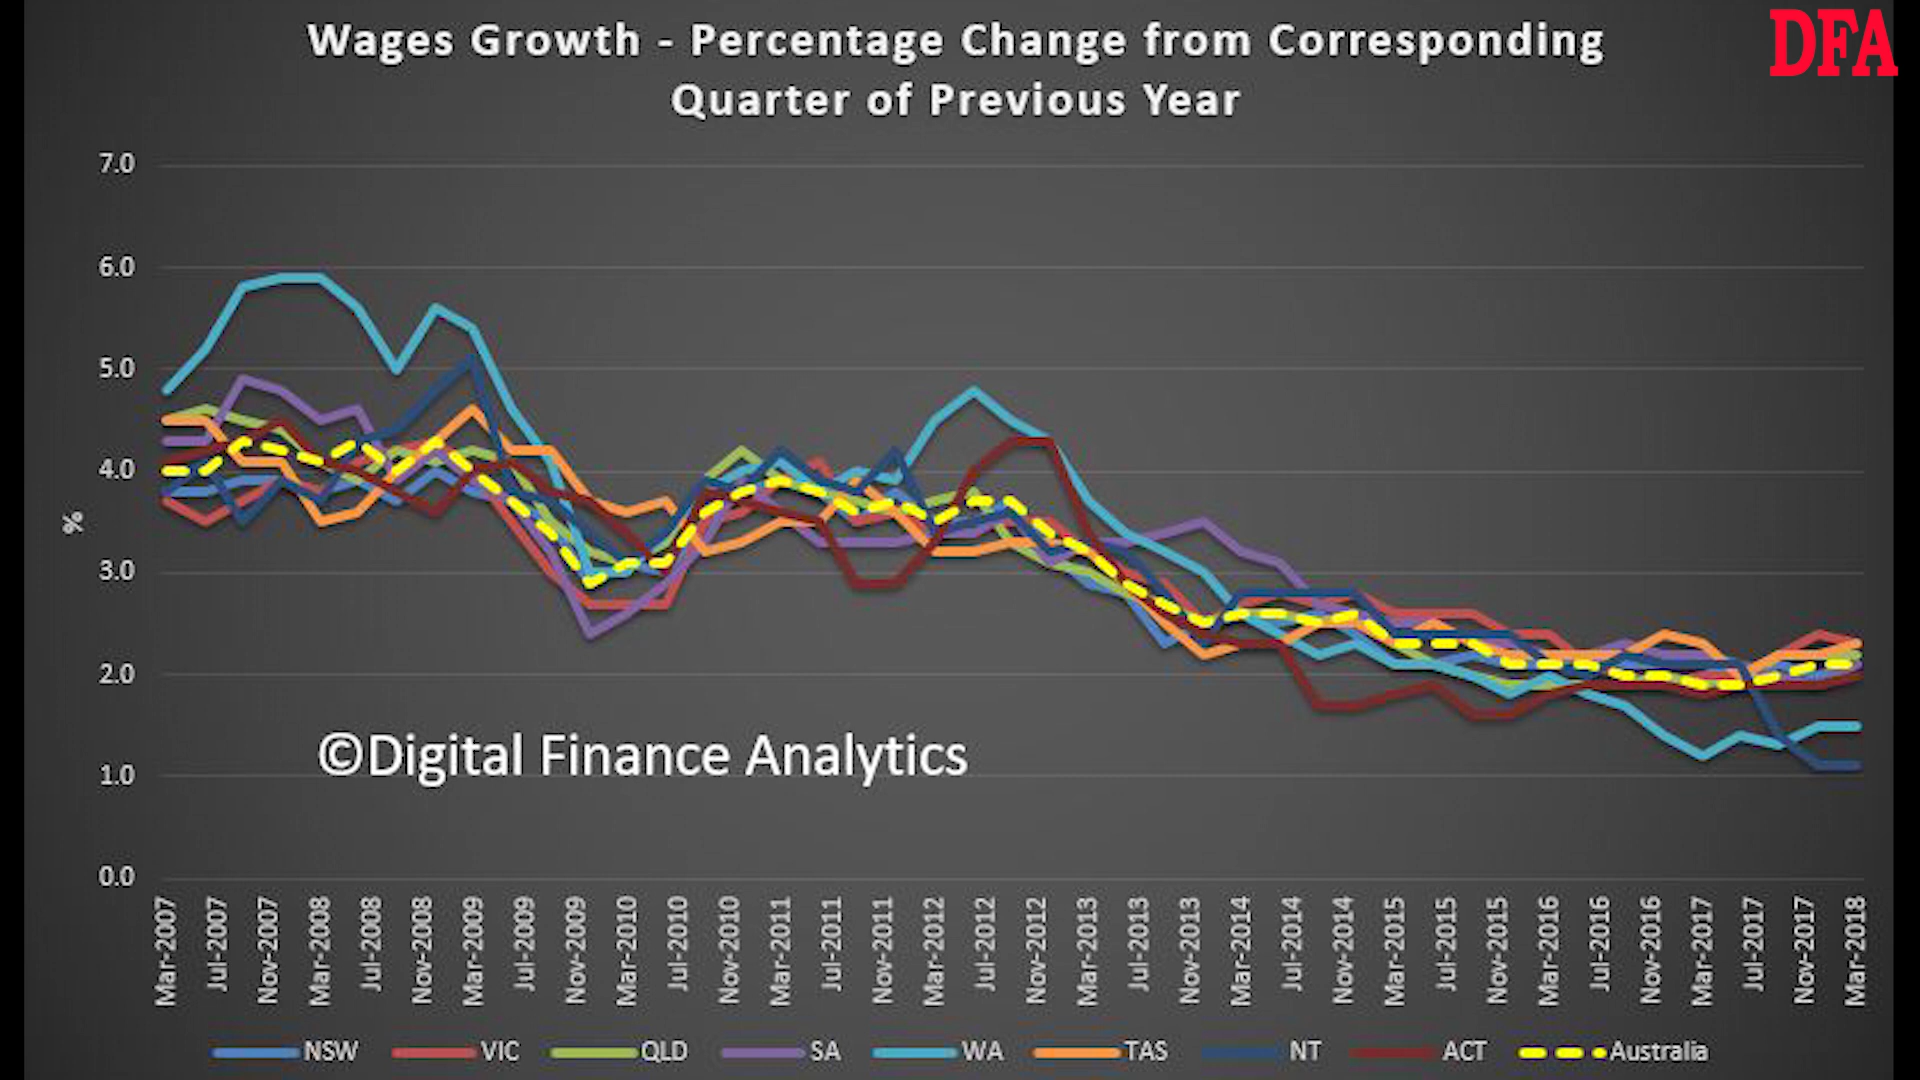 Wages Growth - Percentage Change from Corresponding
Quarter of Previous Year
DFA
7.0
6.0
5.0
4.0
3.0
2.0
1.0
0.0
%
©Digital Finance Analytics
Mar-2007
Jul-2007
Nov-2007
Mar-2008
Jul-2008
Nov-2008
Mar-2009
Jul-2009
Nov-2009
Mar-2010
Jul-2010
Nov-2010
Mar-2011
Jul-2011
Nov-2011
Mar-2012
Jul-2012
Nov-2012
Mar-2013
Jul-2013
Nov-2013
Mar-2014
Jul-2014
Nov-2014
Mar-2015
Jul-2015
Nov-2015
Mar-2016
Jul-2016
Nov-2016
Mar-2017
Jul-2017
Nov-2017
Mar-2018
NSW VIC QLD SA WA TAS NT ACT Australia